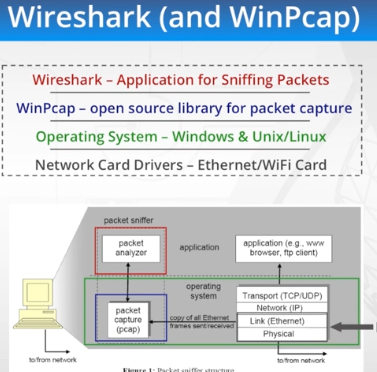 Wireshark (and WinPcap)
Wireshark – Application for Sniffing Packets
WinPcap – open source library for packet capture
Operating System – Windows & Unix/Linux
Network Card Drivers – Ethernet/WiFi Card
packet sniffer
packet
analyzer
application
application (e.g., www
browser, ftp client)
operating
system
packet
capture
(pcap)
copy of all Ethernet
frames sent/received
Transport (TCP/UDP)
Network (IP)
Link (Ethernet)
Physical
to/from network
to/from network
Figure 1: Packet sniffer structure